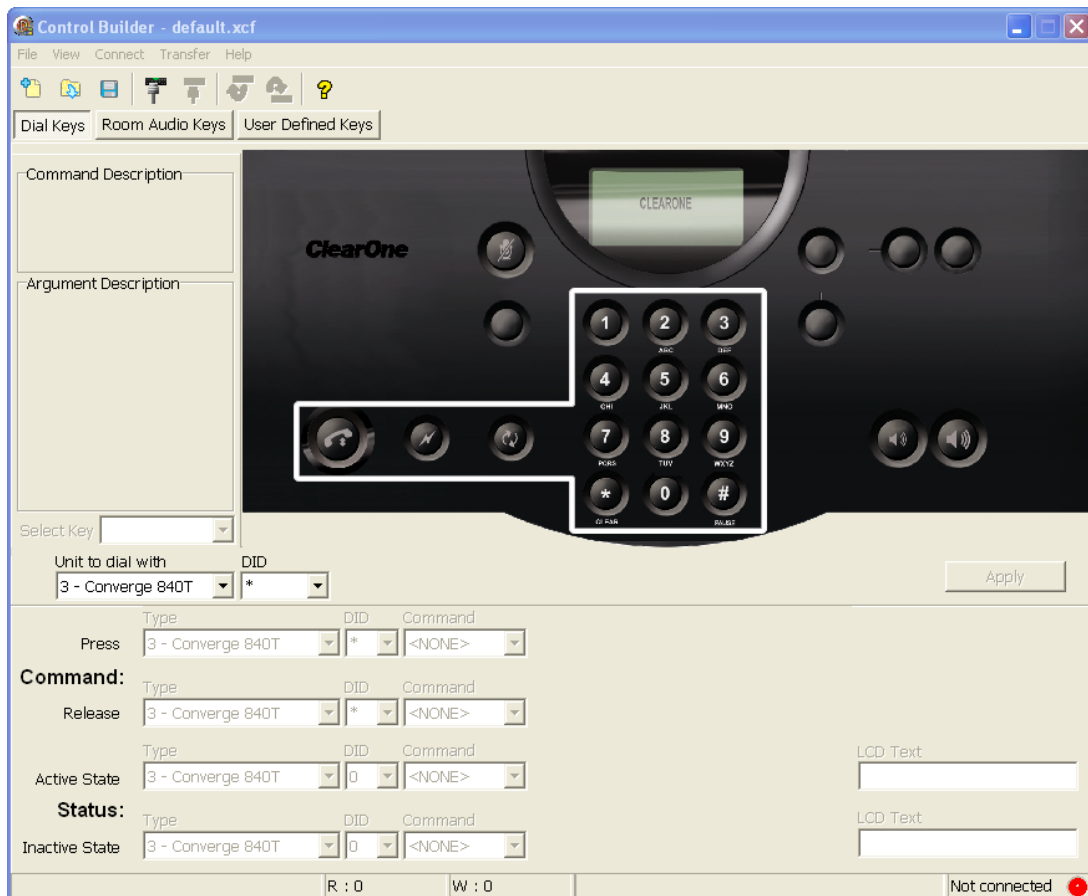 Control Builder - default.xcf
File View Connect Transfer Help
Dial Keys Room Audio Keys User Defined Keys
Command Description
CLEARONE
ClearOne
Argument Description
1 2 3
ABC DEF
4 5 6
GHI JKL MNO
7 8 9
PQRS TUV WXYZ
* 0 #
CLEAR PAUSE
Select Key
Unit to dial with DID
3 - Converge 840T *
Apply
Type DID Command
Press 3 - Converge 840T * <NONE>
Command:
Type DID Command
Release 3 - Converge 840T * <NONE>
Type DID Command LCD Text
Active State 3 - Converge 840T 0 <NONE>
Status:
Type DID Command LCD Text
Inactive State 3 - Converge 840T 0 <NONE>
R : 0 W : 0 Not connected